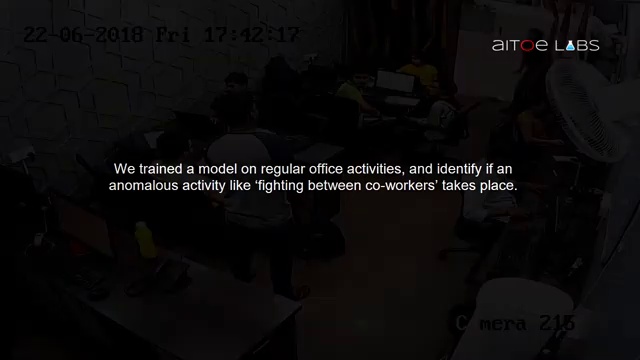 22-06-2018 Fri 17:42:17
AITOE LABS
We trained a model on regular office activities, and identify if an
anomalous activity like ‘fighting between co-workers’ takes place.
Camera 215